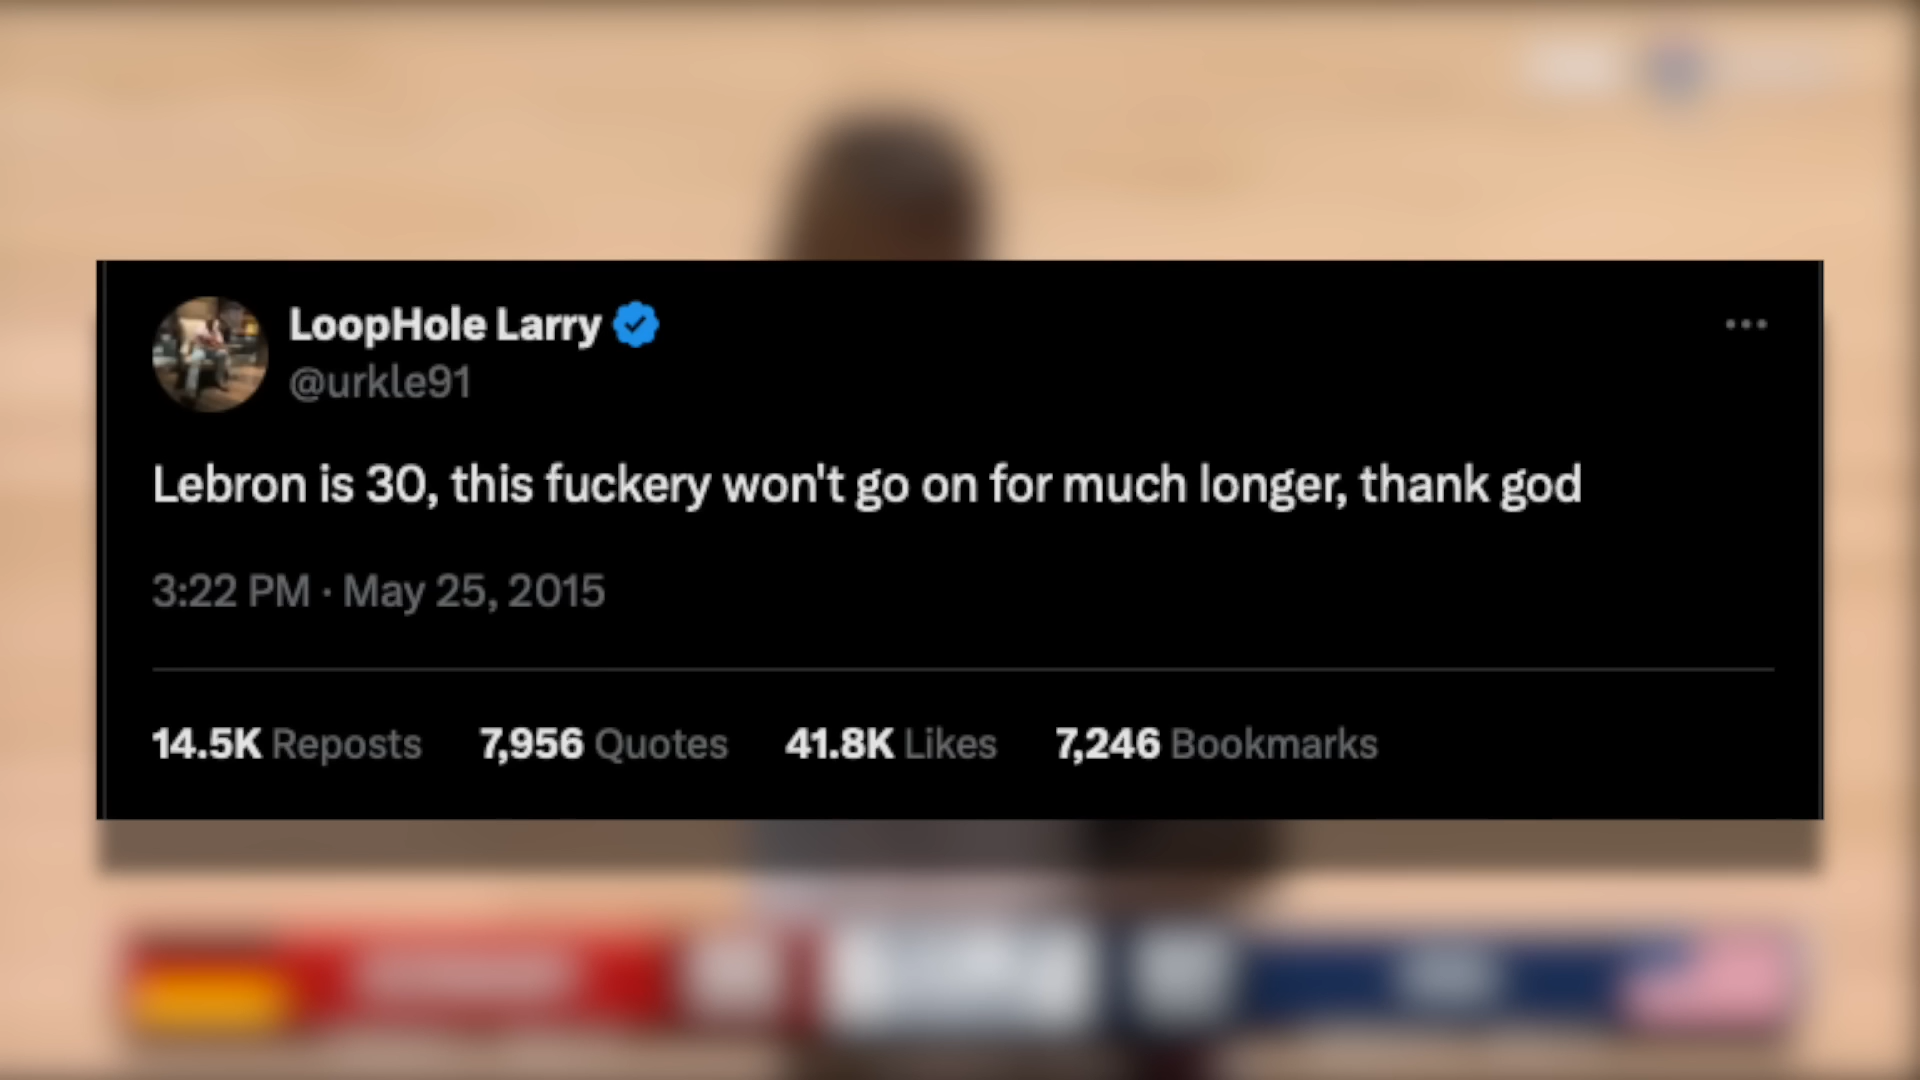 LoopHole Larry
@urkle91
Lebron is 30, this fuckery won't go on for much longer, thank god
3:22 PM · May 25, 2015
14.5K Reposts 7,956 Quotes 41.8K Likes 7,246 Bookmarks